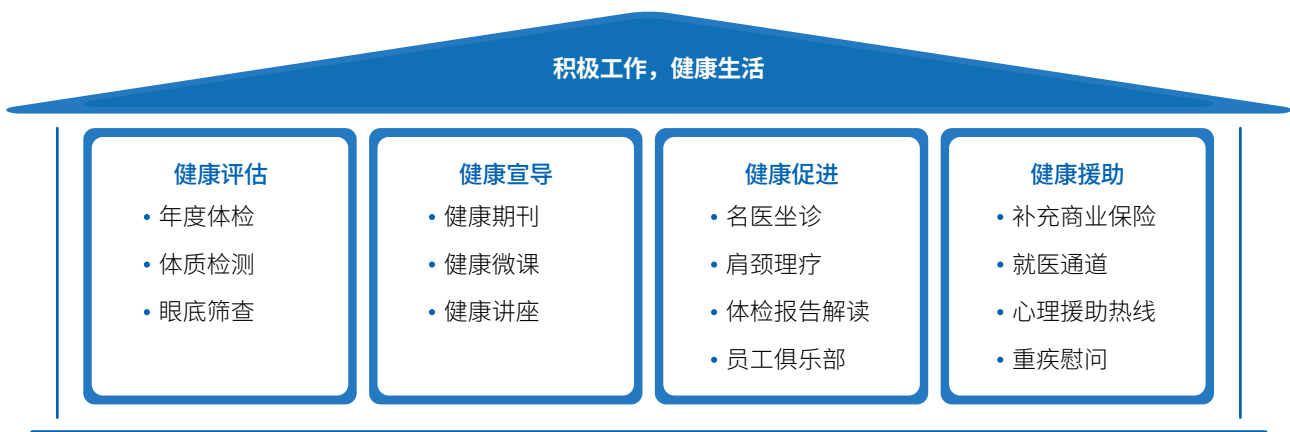 积极工作，健康生活
健康评估
• 年度体检
• 体质检测
• 眼底筛查
健康宣导
• 健康期刊
• 健康微课
• 健康讲座
健康促进
• 名医坐诊
• 肩颈理疗
• 体检报告解读
• 员工俱乐部
健康援助
• 补充商业保险
• 就医通道
• 心理援助热线
• 重疾慰问